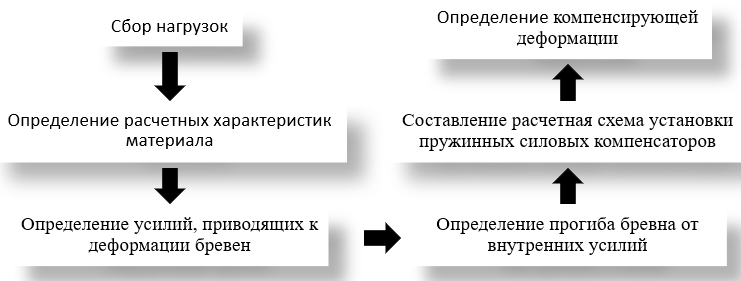 Сбор нагрузок
Определение расчетных характеристик
материала
Определение усилий, приводящих к
деформации бревен
Определение прогиба бревна от
внутренних усилий
Составление расчетная схема установки
пружинных силовых компенсаторов
Определение компенсирующей
деформации